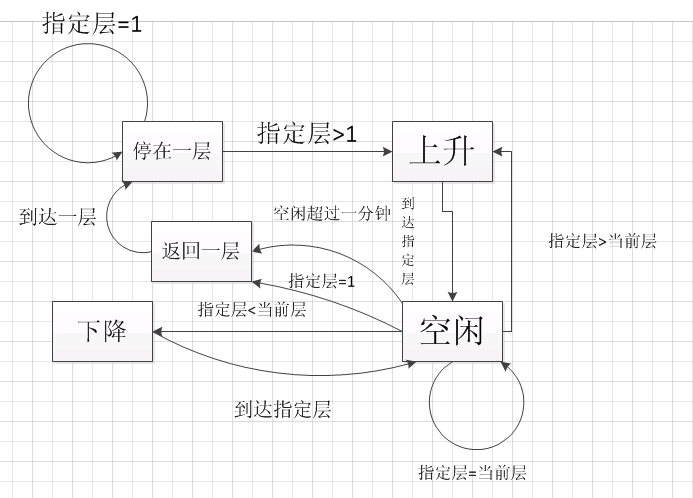 指定层=1
停在一层
指定层>1
上升
到达一层
空闲超过一分钟
到达指定层
指定层>当前层
返回一层
指定层=1
指定层<当前层
下降
空闲
到达指定层
指定层=当前层